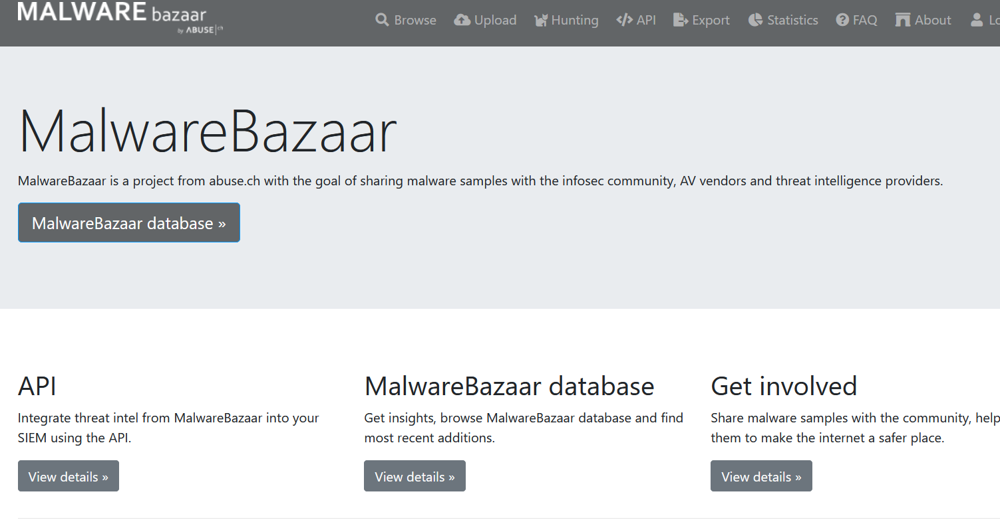 MALWARE bazaar
by ABUSE|ch
Browse Upload Hunting API Export Statistics FAQ About
MalwareBazaar
MalwareBazaar is a project from abuse.ch with the goal of sharing malware samples with the infosec community, AV vendors and threat intelligence providers.
MalwareBazaar database »
API
Integrate threat intel from MalwareBazaar into your
SIEM using the API.
View details »
MalwareBazaar database
Get insights, browse MalwareBazaar database and find
most recent additions.
View details »
Get involved
Share malware samples with the community, help
them to make the internet a safer place.
View details »